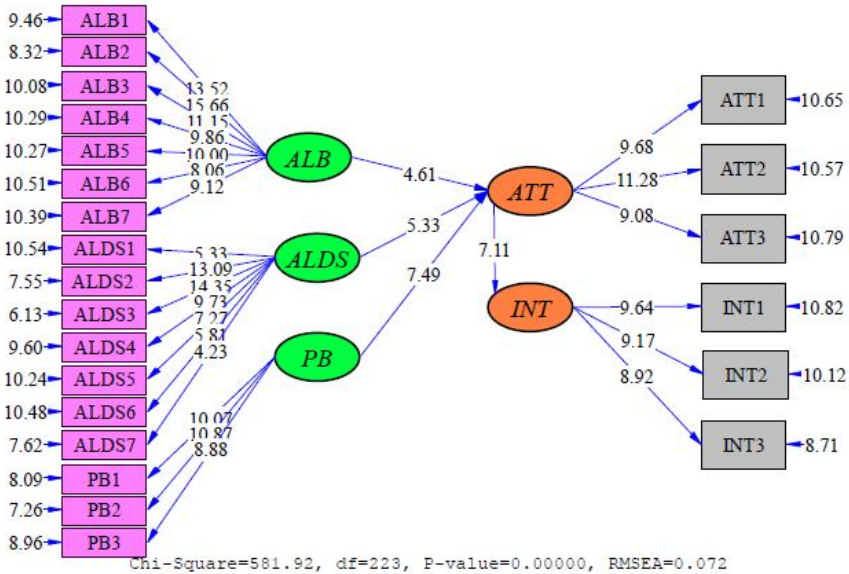 9.46 ALB1
8.32 ALB2
10.08 ALB3
10.29 ALB4
10.27 ALB5
10.51 ALB6
10.39 ALB7
10.54 ALDS1
7.55 ALDS2
6.13 ALDS3
9.60 ALDS4
10.24 ALDS5
10.48 ALDS6
7.62 ALDS7
8.09 PB1
7.26 PB2
8.96 PB3
13.52
15.66
11.15
9.86
10.00
8.06
9.12
5.33
13.09
14.35
9.73
7.27
5.81
4.23
10.07
10.87
8.88
ALB
ALDS
PB
4.61
5.33
7.49
ATT
7.11
INT
9.68
11.28
9.08
9.64
9.17
8.92
ATT1 10.65
ATT2 10.57
ATT3 10.79
INT1 10.82
INT2 10.12
INT3 8.71
Chi-Square=581.92, df=223, P-value=0.00000, RMSEA=0.072